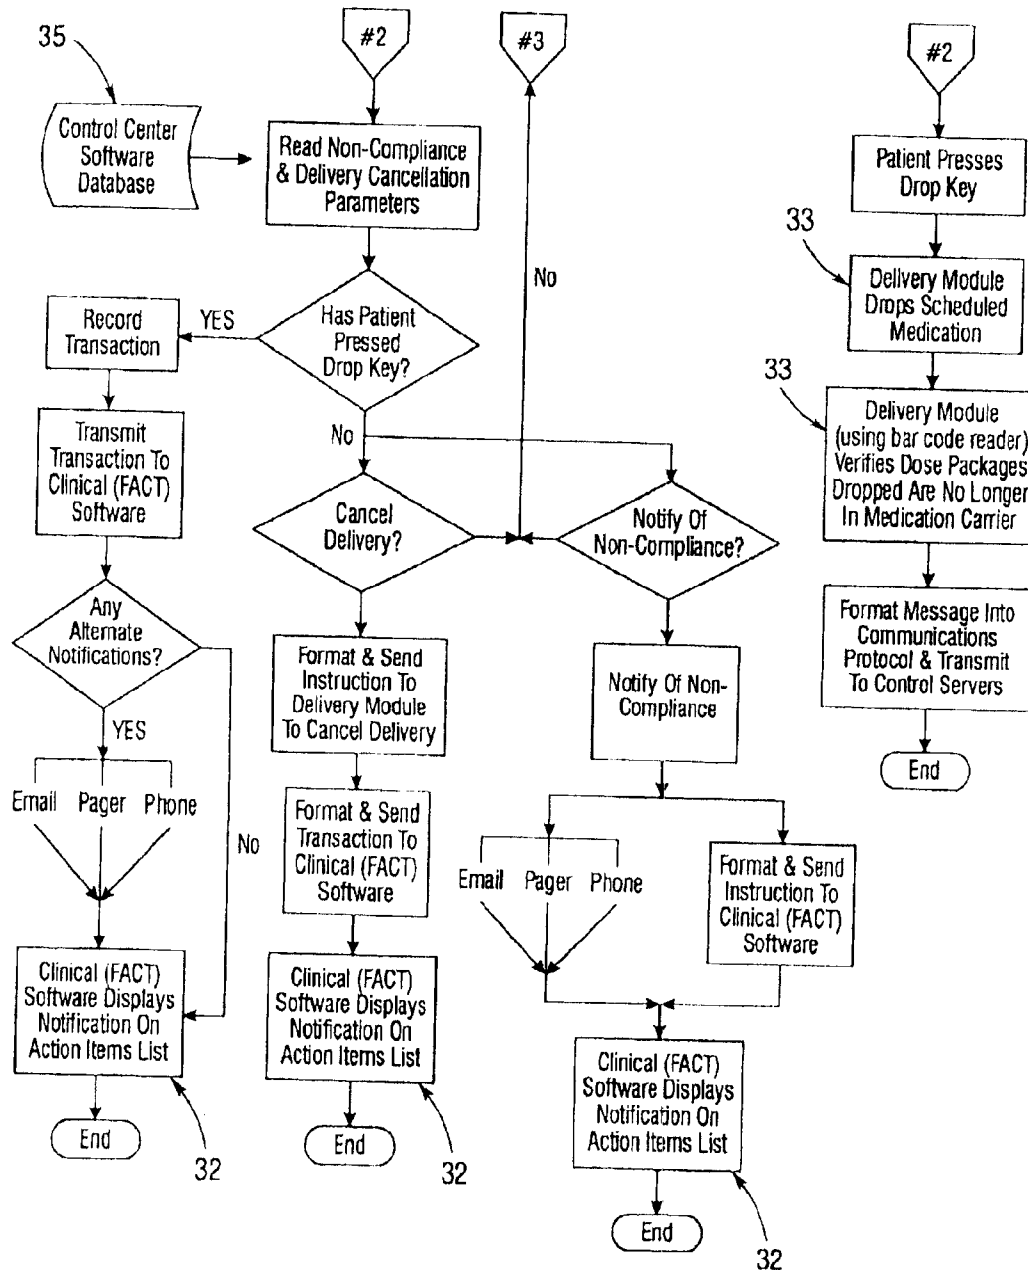 35
#2
#3
#2
Control Center
Software
Database
Read Non-Compliance
& Delivery Cancellation
Parameters
Patient Presses
Drop Key
33
No
Delivery Module
Drops Scheduled
Medication
Record
Transaction
YES
Has Patient
Pressed
Drop Key?
33
Delivery Module
(using bar code reader)
Verifies Dose Packages
Dropped Are No Longer
In Medication Carrier
Transmit
Transaction To
Clinical (FACT)
Software
No
Cancel
Delivery?
Notify Of
Non-Compliance?
Format Message Into
Communications
Protocol & Transmit
To Control Servers
End
Any
Alternate
Notifications?
YES
Email Pager Phone
No
Format & Send
Instruction To
Delivery Module
To Cancel Delivery
Notify Of Non-
Compliance
Format & Send
Transaction To
Clinical (FACT)
Software
Email Pager Phone
Format & Send
Instruction To
Clinical (FACT)
Software
Clinical (FACT)
Software Displays
Notification On
Action Items List
End
32
Clinical (FACT)
Software Displays
Notification On
Action Items List
End
32
Clinical (FACT)
Software Displays
Notification On
Action Items List
End
32